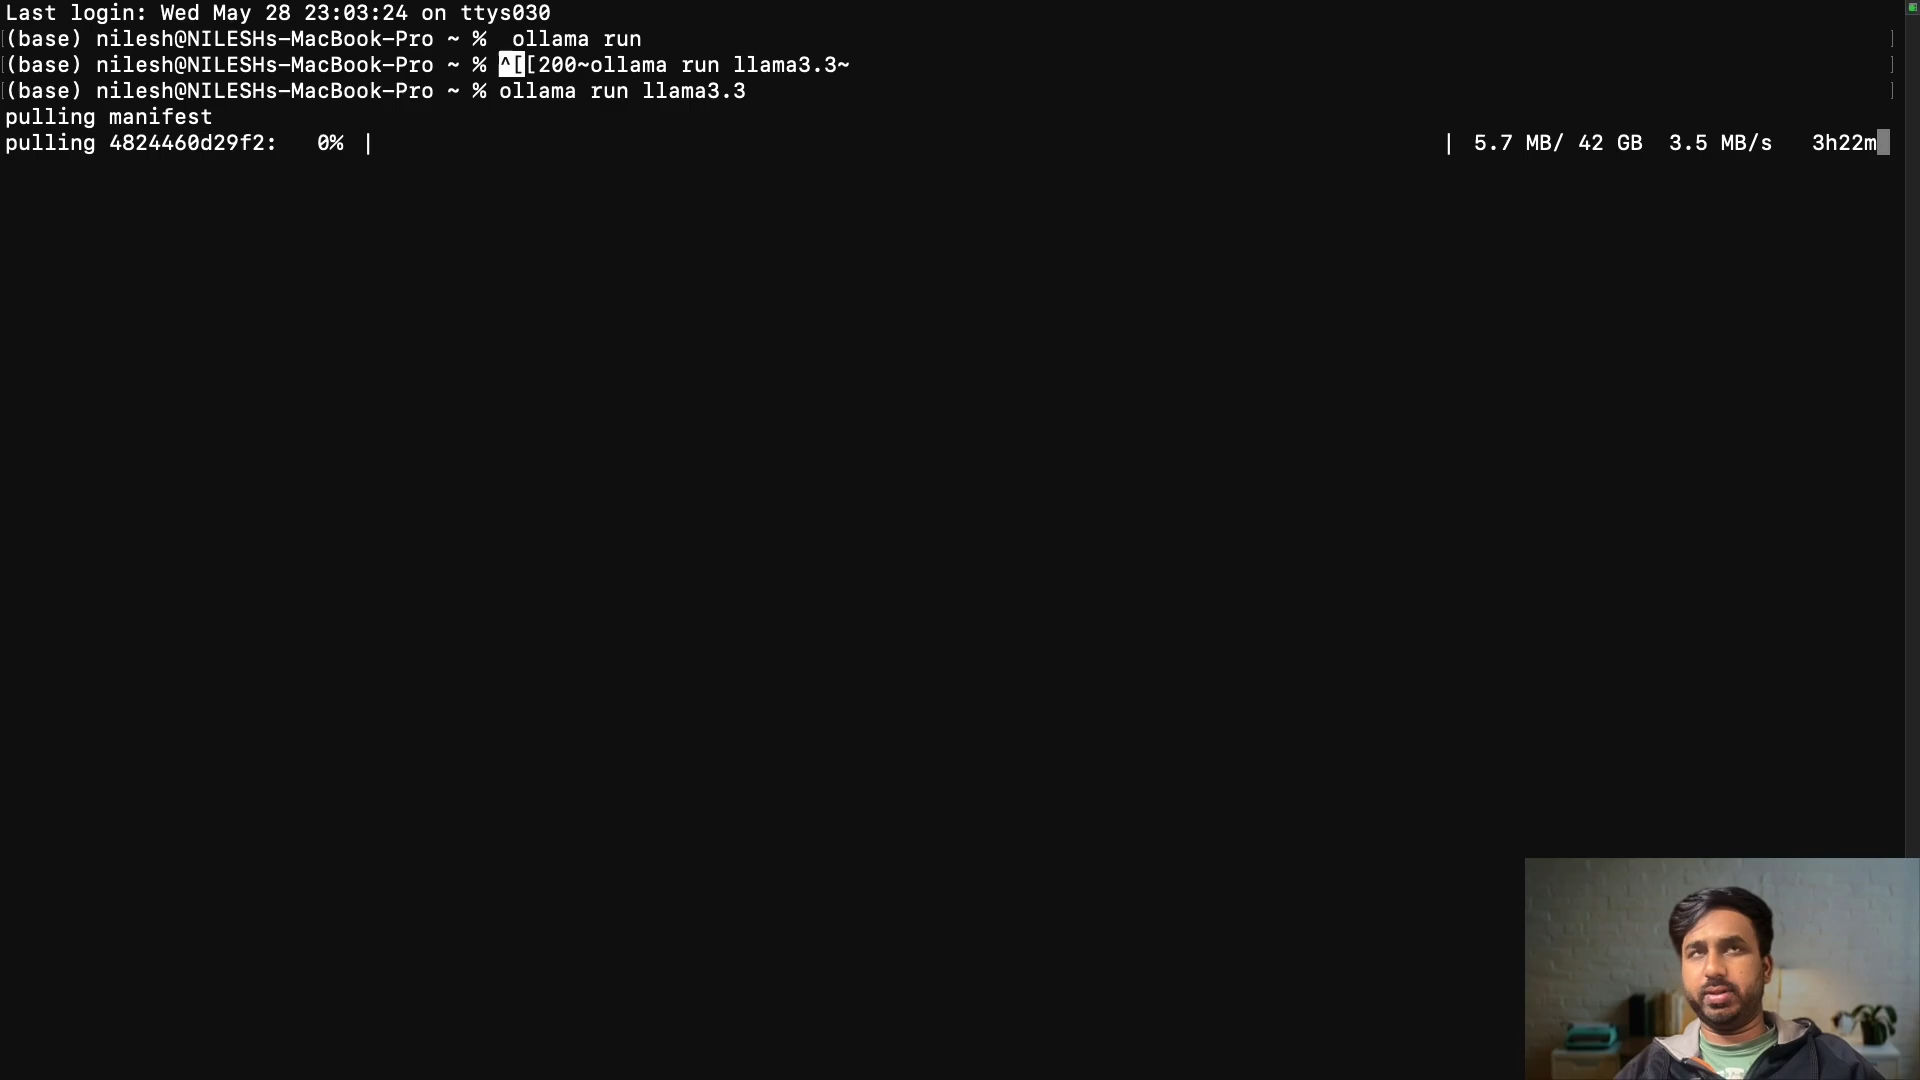 Last login: Wed May 28 23:03:24 on ttys030
[(base) nilesh@NILESHs-MacBook-Pro ~ %  ollama run ]
[(base) nilesh@NILESHs-MacBook-Pro ~ % ^[[200~ollama run llama3.3~ ]
[(base) nilesh@NILESHs-MacBook-Pro ~ % ollama run llama3.3 ]
pulling manifest
pulling 4824460d29f2:   0% |  | 5.7 MB/ 42 GB  3.5 MB/s   3h22m